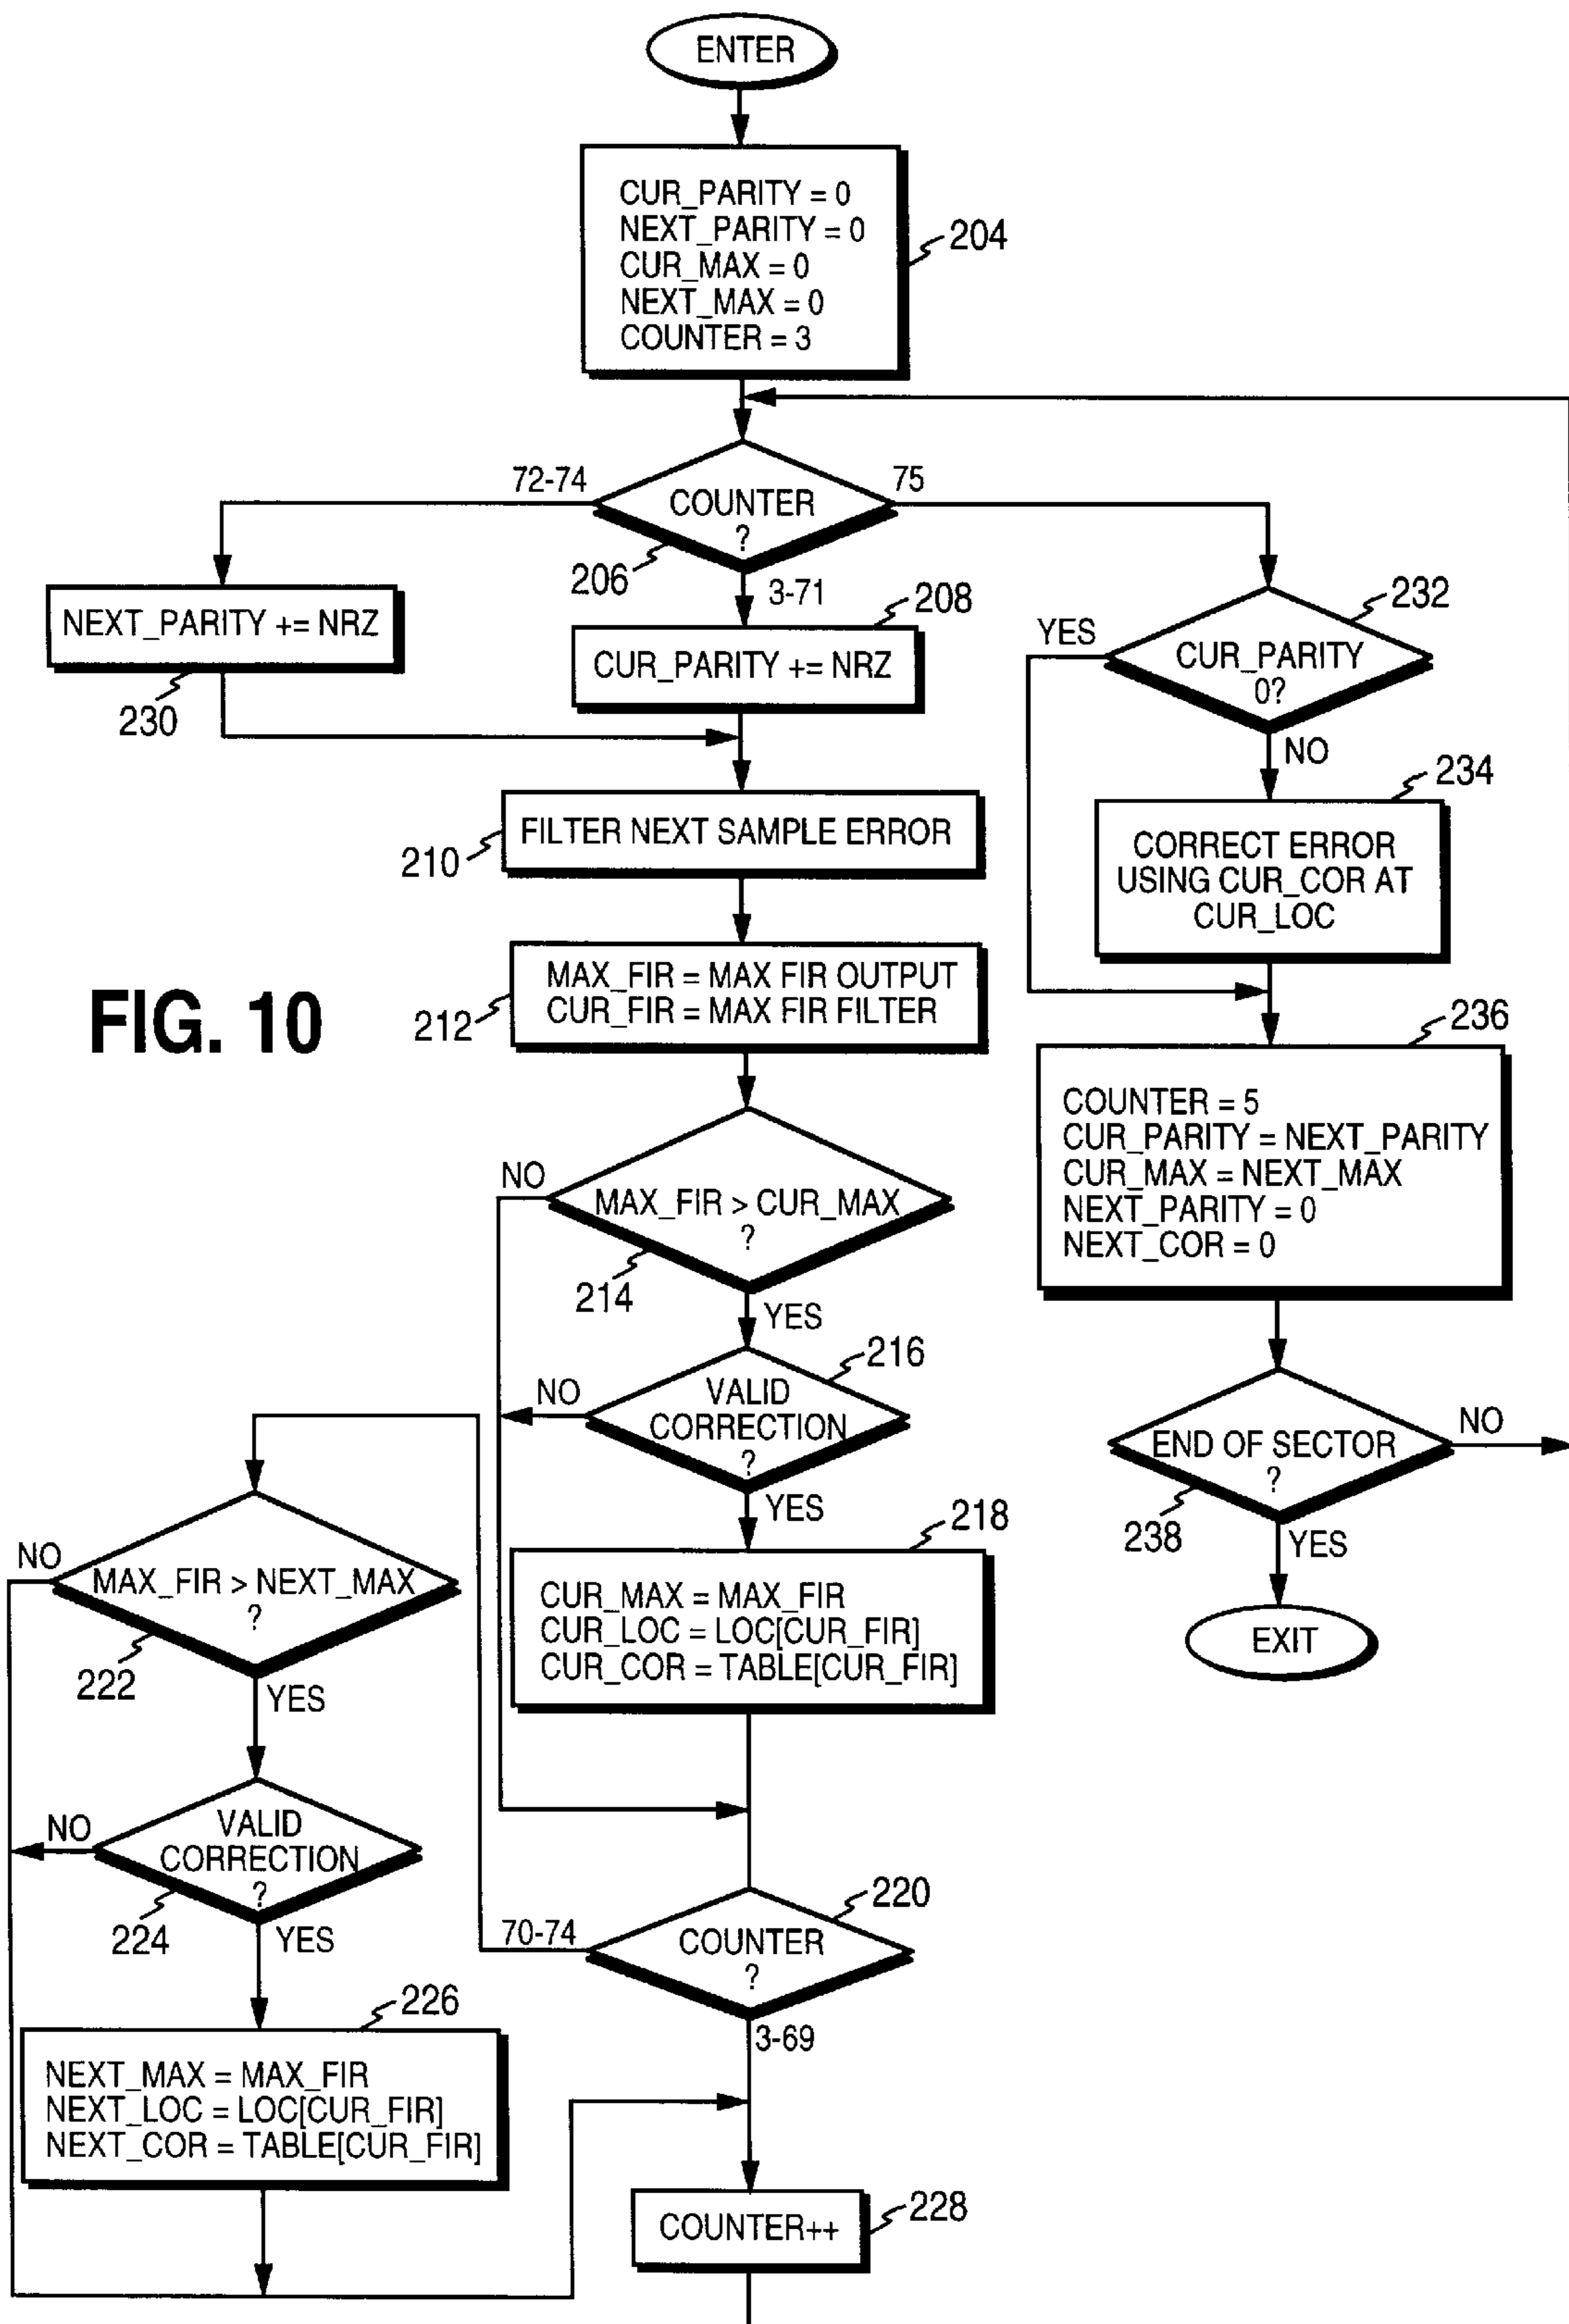 ENTER
CUR_PARITY = 0
NEXT_PARITY = 0
CUR_MAX = 0
NEXT_MAX = 0
COUNTER = 3
204
72-74
COUNTER
?
75
206
3-71
NEXT_PARITY += NRZ
230
208
CUR_PARITY += NRZ
232
YES
CUR_PARITY
0?
NO
210
FILTER NEXT SAMPLE ERROR
234
CORRECT ERROR
USING CUR_COR AT
CUR_LOC
FIG. 10
212
MAX_FIR = MAX FIR OUTPUT
CUR_FIR = MAX FIR FILTER
236
COUNTER = 5
CUR_PARITY = NEXT_PARITY
CUR_MAX = NEXT_MAX
NEXT_PARITY = 0
NEXT_COR = 0
NO
MAX_FIR > CUR_MAX
?
214
YES
216
NO
VALID
CORRECTION
?
YES
END OF SECTOR
?
NO
238
YES
EXIT
218
CUR_MAX = MAX_FIR
CUR_LOC = LOC[CUR_FIR]
CUR_COR = TABLE[CUR_FIR]
NO
MAX_FIR > NEXT_MAX
?
222
YES
NO
VALID
CORRECTION
?
224
YES
220
70-74
COUNTER
?
3-69
226
NEXT_MAX = MAX_FIR
NEXT_LOC = LOC[CUR_FIR]
NEXT_COR = TABLE[CUR_FIR]
COUNTER++
228